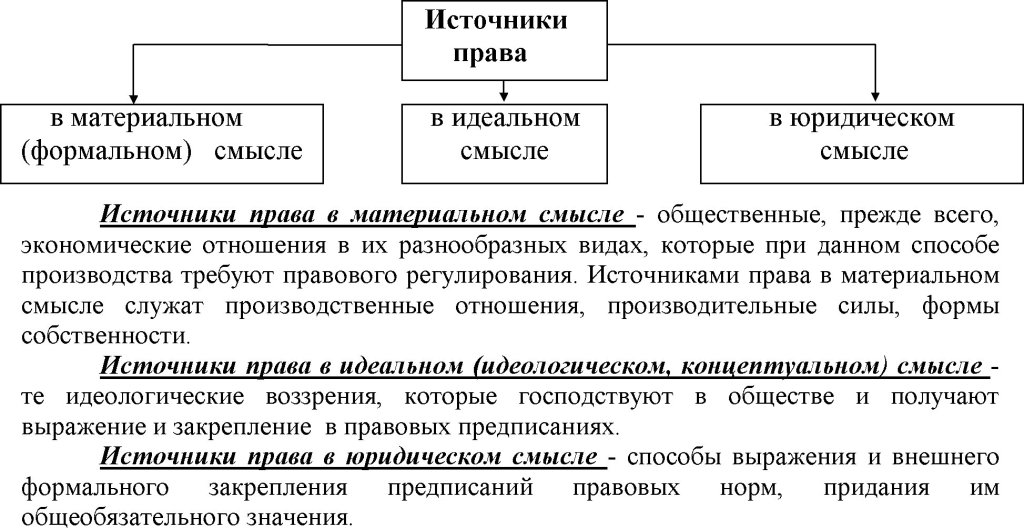 Источники
права
в материальном
(формальном) смысле
в идеальном
смысле
в юридическом
смысле
Источники права в материальном смысле - общественные, прежде всего,
экономические отношения в их разнообразных видах, которые при данном способе
производства требуют правового регулирования. Источниками права в материальном
смысле служат производственные отношения, производительные силы, формы
собственности.
Источники права в идеальном (идеологическом, концептуальном) смысле -
те идеологические воззрения, которые господствуют в обществе и получают
выражение и закрепление в правовых предписаниях.
Источники права в юридическом смысле - способы выражения и внешнего
формального закрепления предписаний правовых норм, придания им
общеобязательного значения.